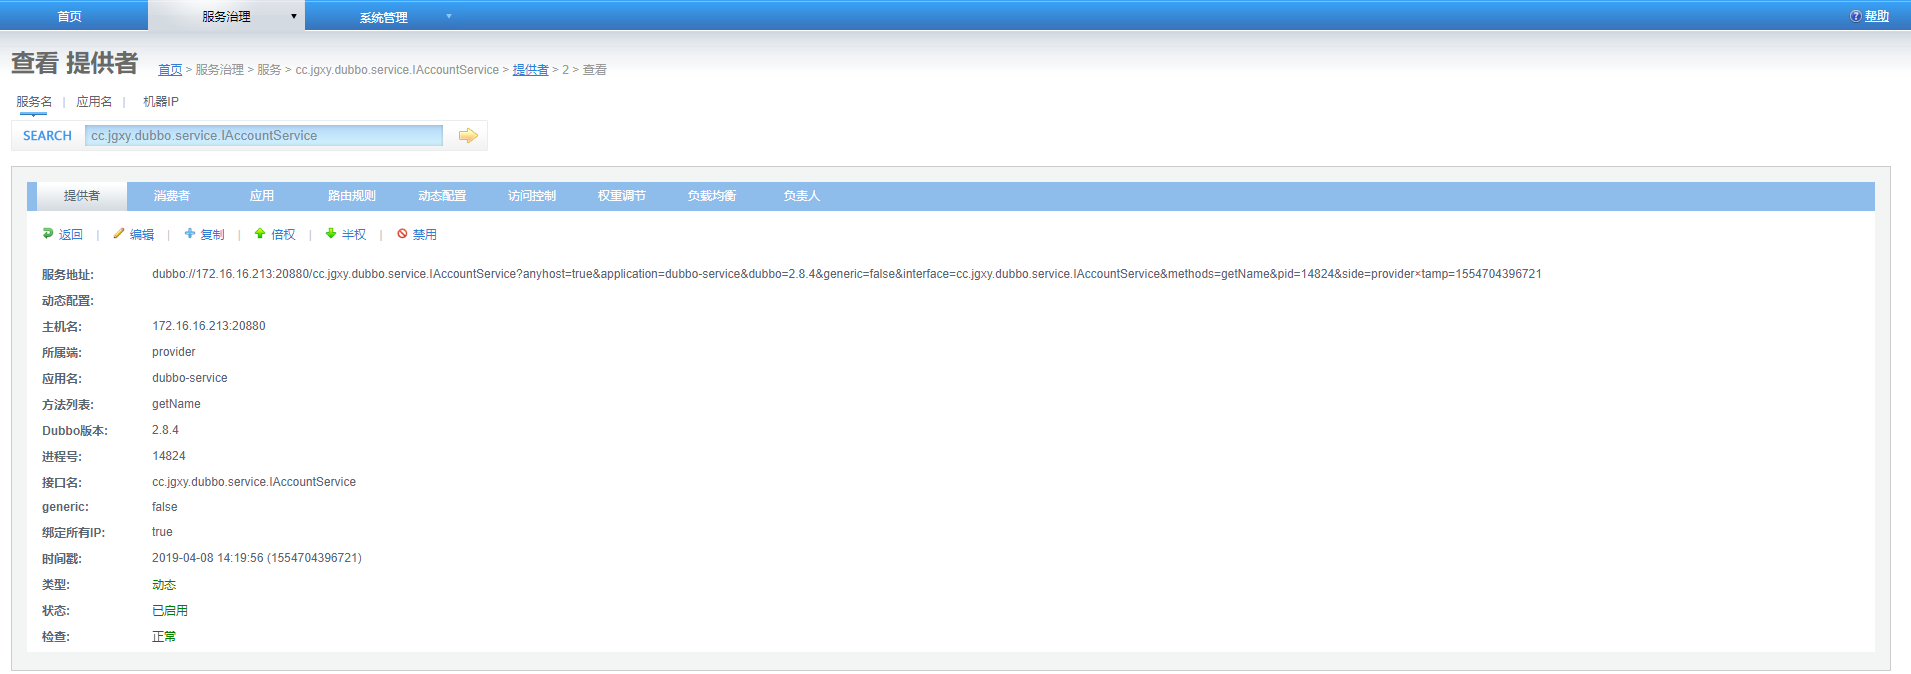 首页 服务治理 ▼ 系统管理 ▼ 帮助
查看 提供者 首页 > 服务治理 > 服务 > cc.jgxy.dubbo.service.IAccountService > 提供者 > 2 > 查看
服务名 | 应用名 | 机器IP
SEARCH cc.jgxy.dubbo.service.IAccountService
提供者 消费者 应用 路由规则 动态配置 访问控制 权重调节 负载均衡 负责人
返回 | 编辑 | 复制 | 倍权 | 半权 | 禁用
服务地址: dubbo://172.16.16.213:20880/cc.jgxy.dubbo.service.IAccountService?anyhost=true&application=dubbo-service&dubbo=2.8.4&generic=false&interface=cc.jgxy.dubbo.service.IAccountService&methods=getName&pid=14824&side=provider×tamp=1554704396721
动态配置:
主机名: 172.16.16.213:20880
所属端: provider
应用名: dubbo-service
方法列表: getName
Dubbo版本: 2.8.4
进程号: 14824
接口名: cc.jgxy.dubbo.service.IAccountService
generic: false
绑定所有IP: true
时间戳: 2019-04-08 14:19:56 (1554704396721)
类型: 动态
状态: 已启用
检查: 正常